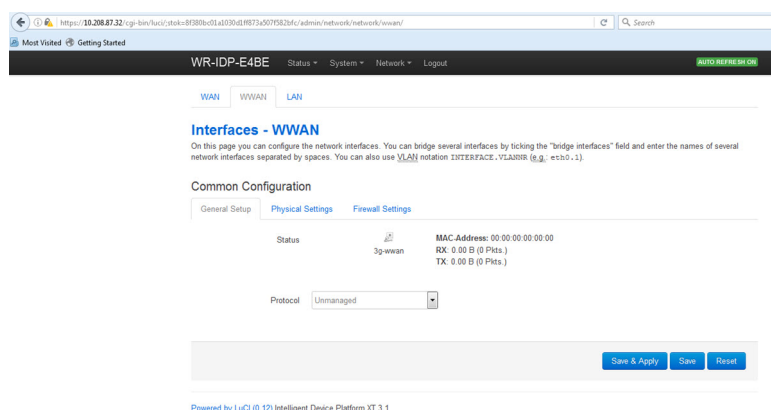 https://10.208.87.32/cgi-bin/luci/;stok=8f380bc01a1030d1ff873a507f582bfc/admin/network/network/wwan/
Search
Most Visited Getting Started
WR-IDP-E4BE Status System Network Logout AUTO REFRESH ON
WAN WWAN LAN
Interfaces - WWAN
On this page you can configure the network interfaces. You can bridge several interfaces by ticking the "bridge interfaces" field and enter the names of several
network interfaces separated by spaces. You can also use VLAN notation INTERFACE.VLANNR (e.g.: eth0.1).
Common Configuration
General Setup Physical Settings Firewall Settings
Status
3g-wwan
MAC-Address: 00:00:00:00:00:00
RX: 0.00 B (0 Pkts.)
TX: 0.00 B (0 Pkts.)
Protocol Unmanaged
Save & Apply Save Reset
Powered by LuCI (0.12) Intelligent Device Platform XT 3.1